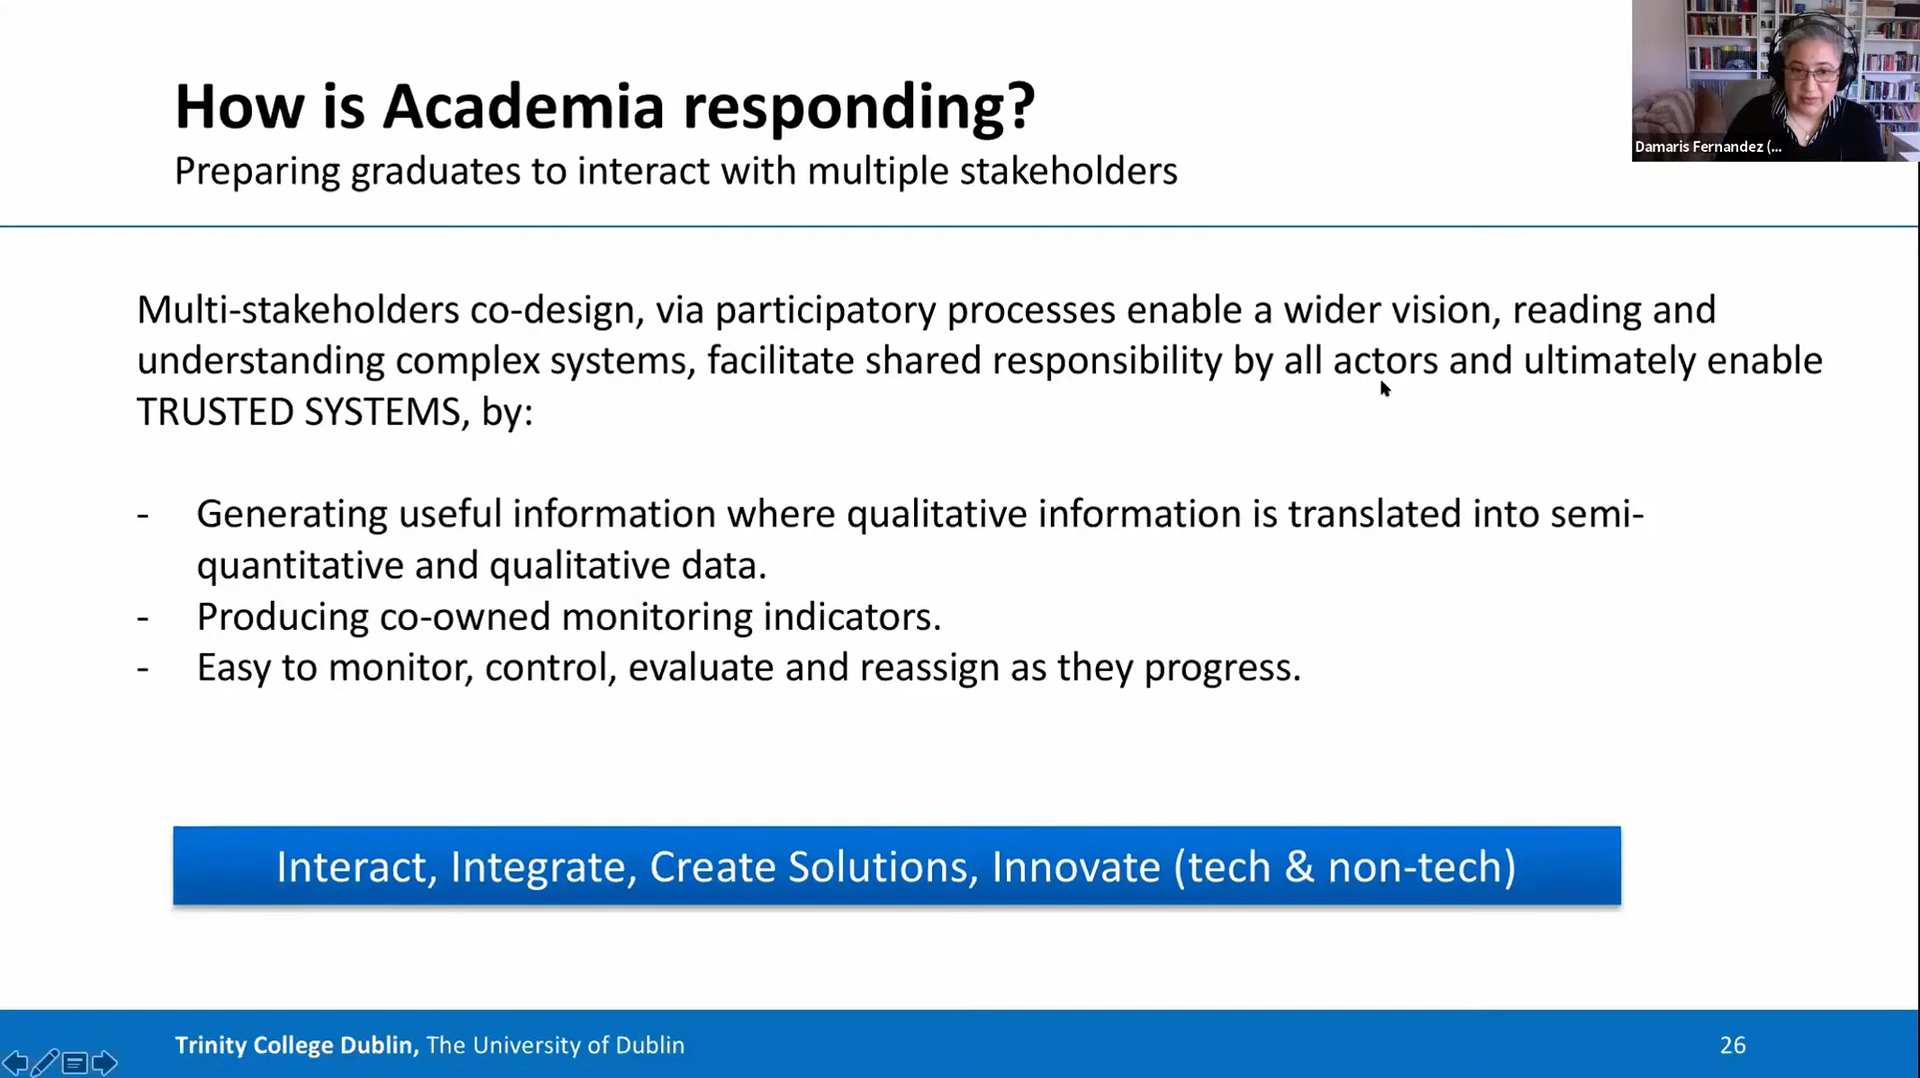 How is Academia responding?
Preparing graduates to interact with multiple stakeholders
Damaris Fernandez (...
Multi-stakeholders co-design, via participatory processes enable a wider vision, reading and
understanding complex systems, facilitate shared responsibility by all actors and ultimately enable
TRUSTED SYSTEMS, by:
- Generating useful information where qualitative information is translated into semi-
quantitative and qualitative data.
- Producing co-owned monitoring indicators.
- Easy to monitor, control, evaluate and reassign as they progress.
Interact, Integrate, Create Solutions, Innovate (tech & non-tech)
Trinity College Dublin, The University of Dublin
26